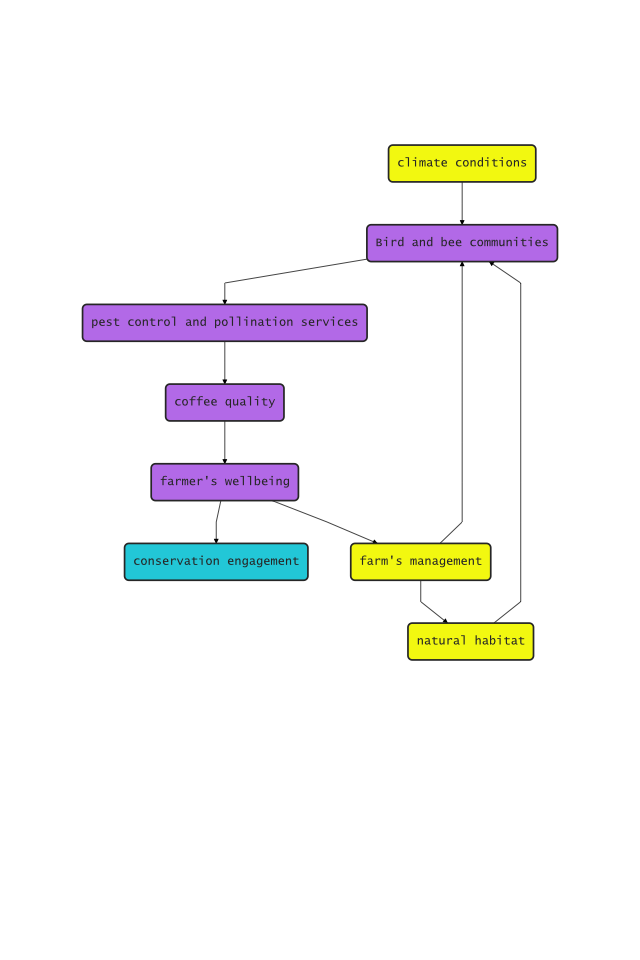 climate conditions
Bird and bee communities
pest control and pollination services
coffee quality
farmer's wellbeing
conservation engagement
farm's management
natural habitat